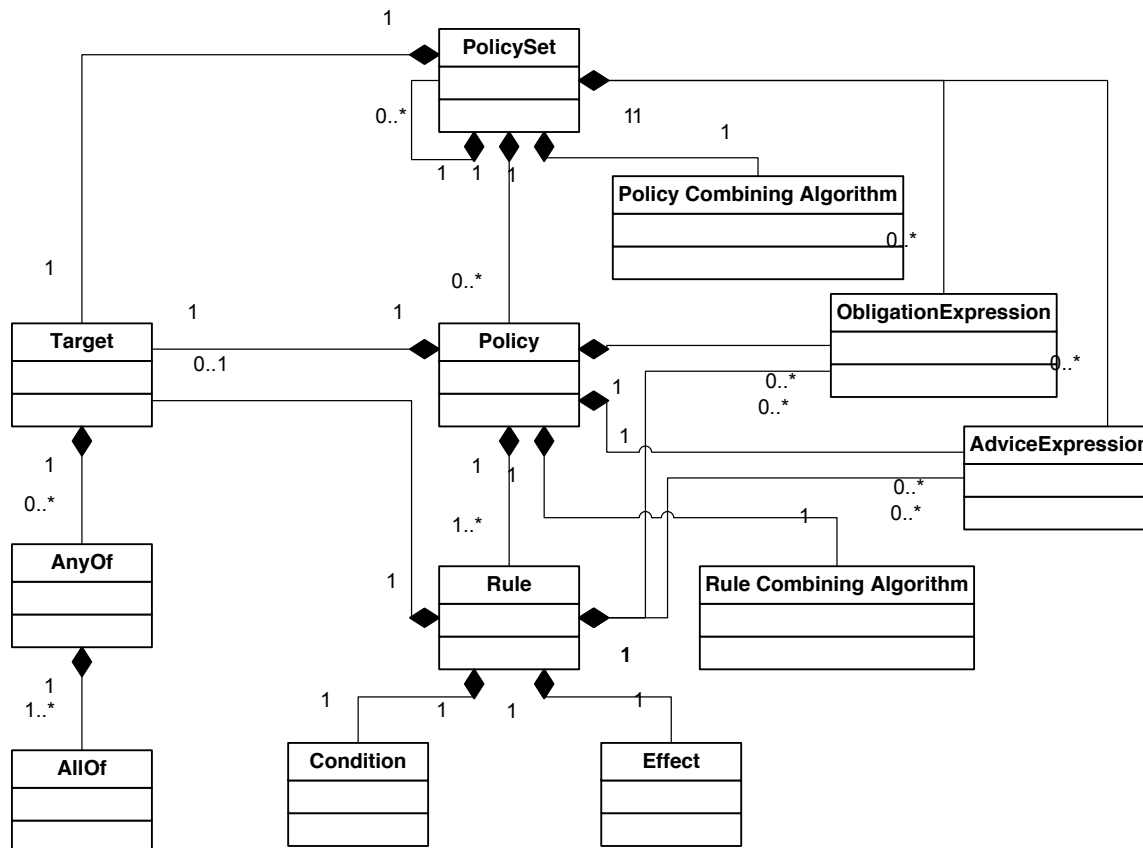 1
PolicySet
0..*
11
1
1
1
1
Policy Combining Algorithm
0..*
1
0..*
1
1
ObligationExpression
Target
Policy
0..1
0..*
0..*
1
0..*
1
AdviceExpression
1
1
1
0..*
0..*
1..*
1
0..*
AnyOf
1
Rule
Rule Combining Algorithm
1
1
1..*
1
1
1
1
AllOf
Condition
Effect